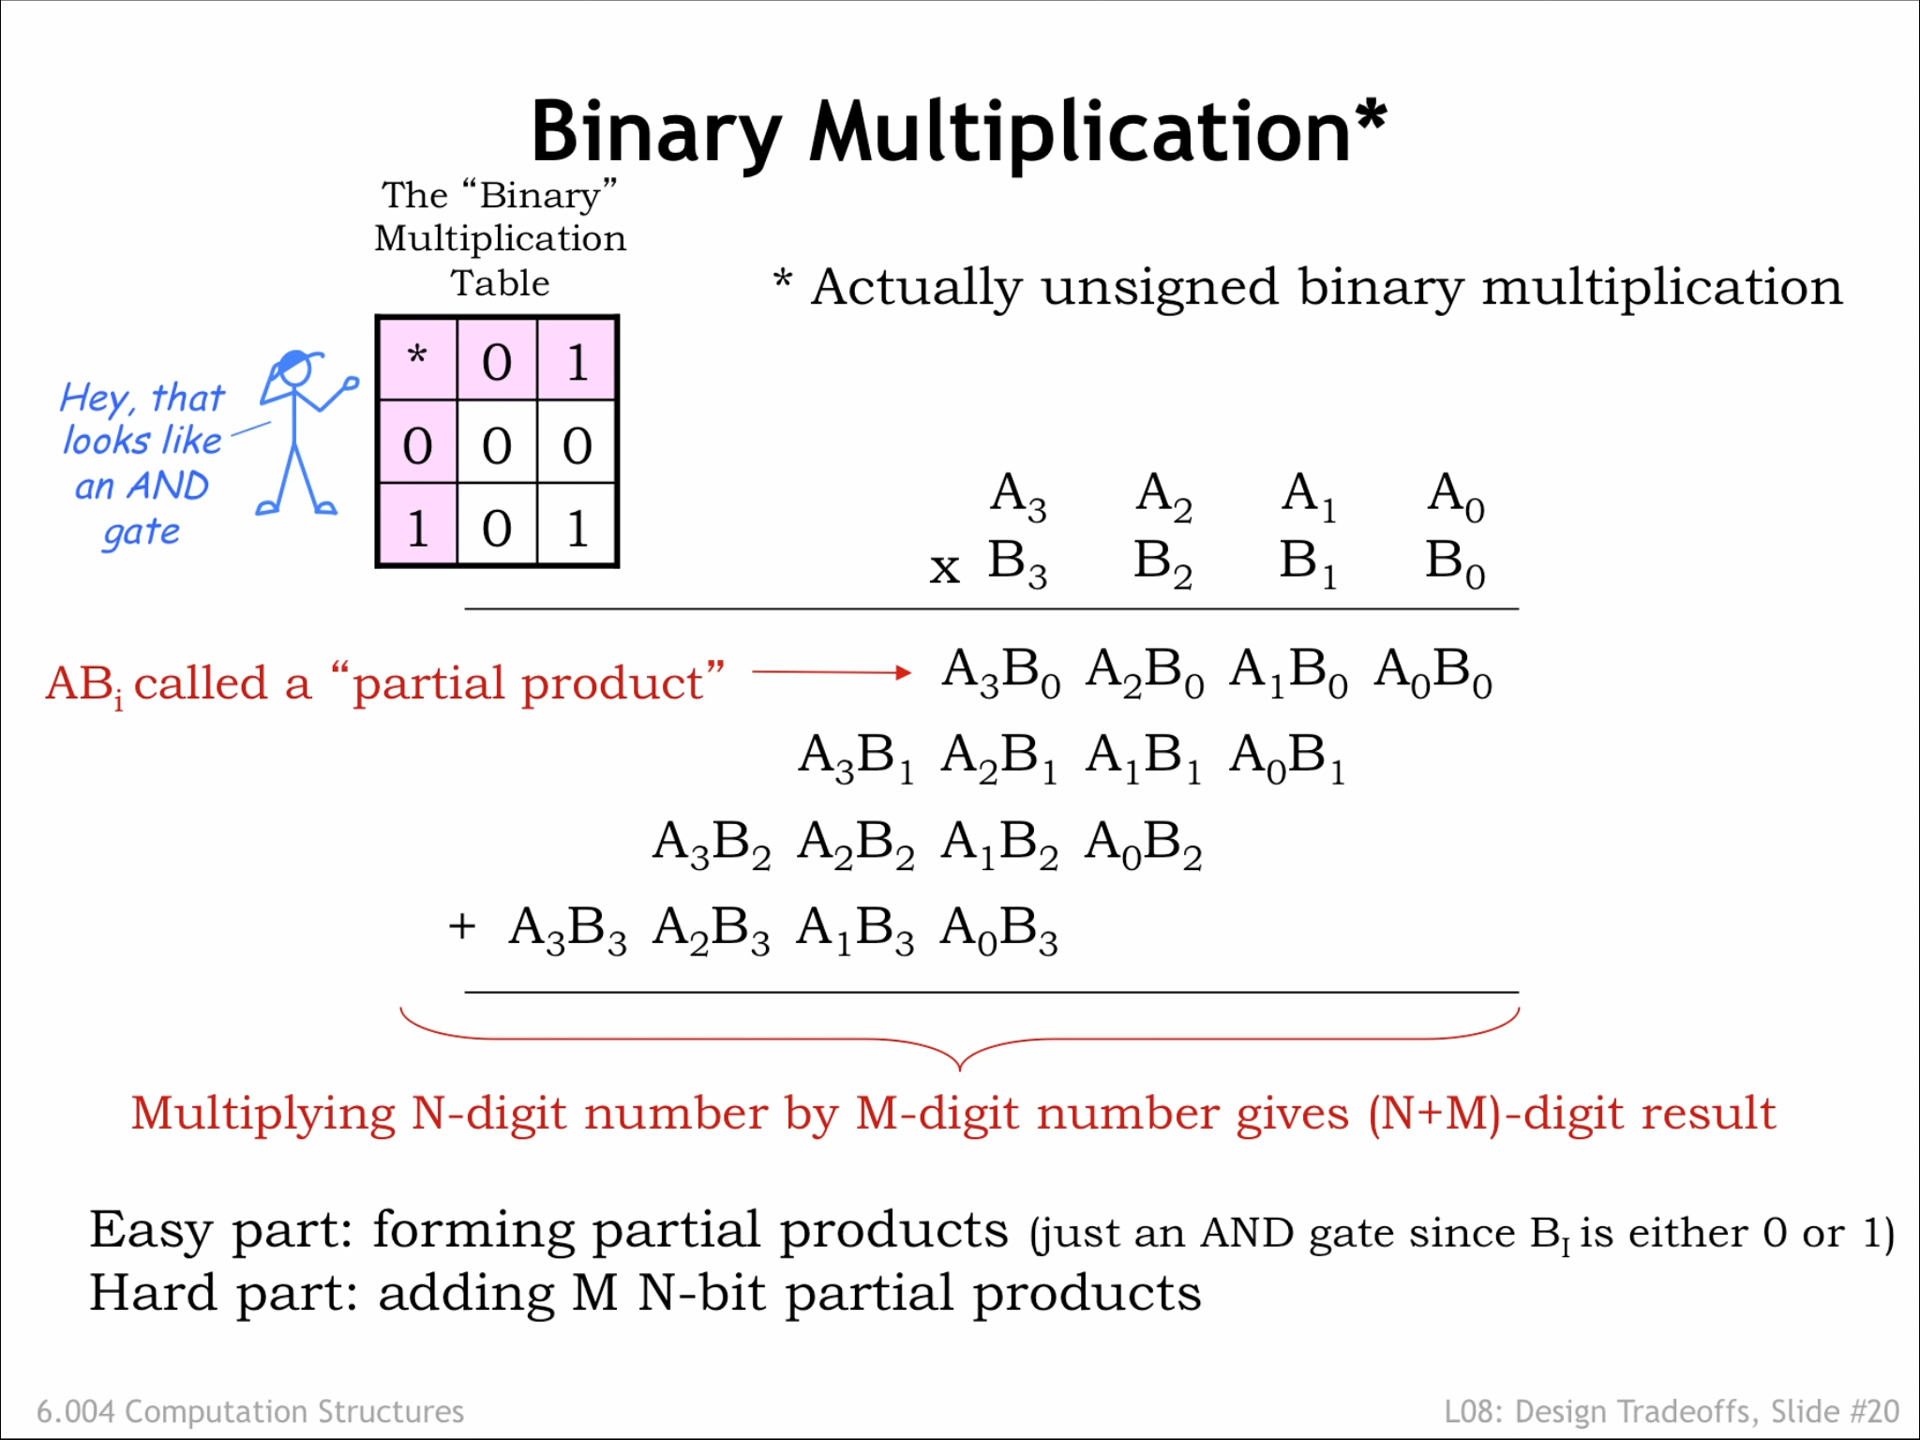 Binary Multiplication*
The “Binary”
Multiplication
Table
* Actually unsigned binary multiplication
* 0 1
0 0 0
1 0 1
Hey, that
looks like
an AND
gate
A₃ A₂ A₁ A₀
x B₃ B₂ B₁ B₀
ABᵢ called a “partial product”
A₃B₀ A₂B₀ A₁B₀ A₀B₀
A₃B₁ A₂B₁ A₁B₁ A₀B₁
A₃B₂ A₂B₂ A₁B₂ A₀B₂
+ A₃B₃ A₂B₃ A₁B₃ A₀B₃
Multiplying N-digit number by M-digit number gives (N+M)-digit result
Easy part: forming partial products (just an AND gate since B_I is either 0 or 1)
Hard part: adding M N-bit partial products
6.004 Computation Structures
L08: Design Tradeoffs, Slide #20